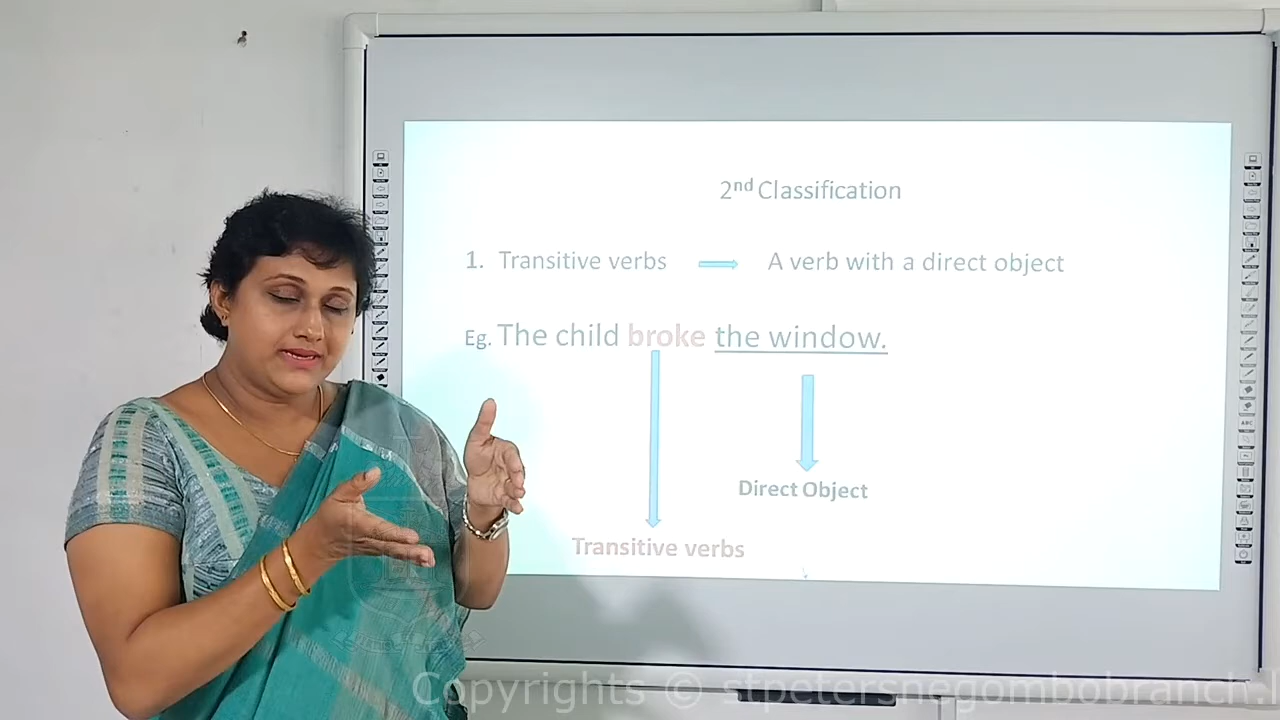 2nd Classification
1. Transitive verbs A verb with a direct object
Eg. The child broke the window.
Direct Object
Transitive verbs
ABC
Copyrights © stpetersnegombobranch.l